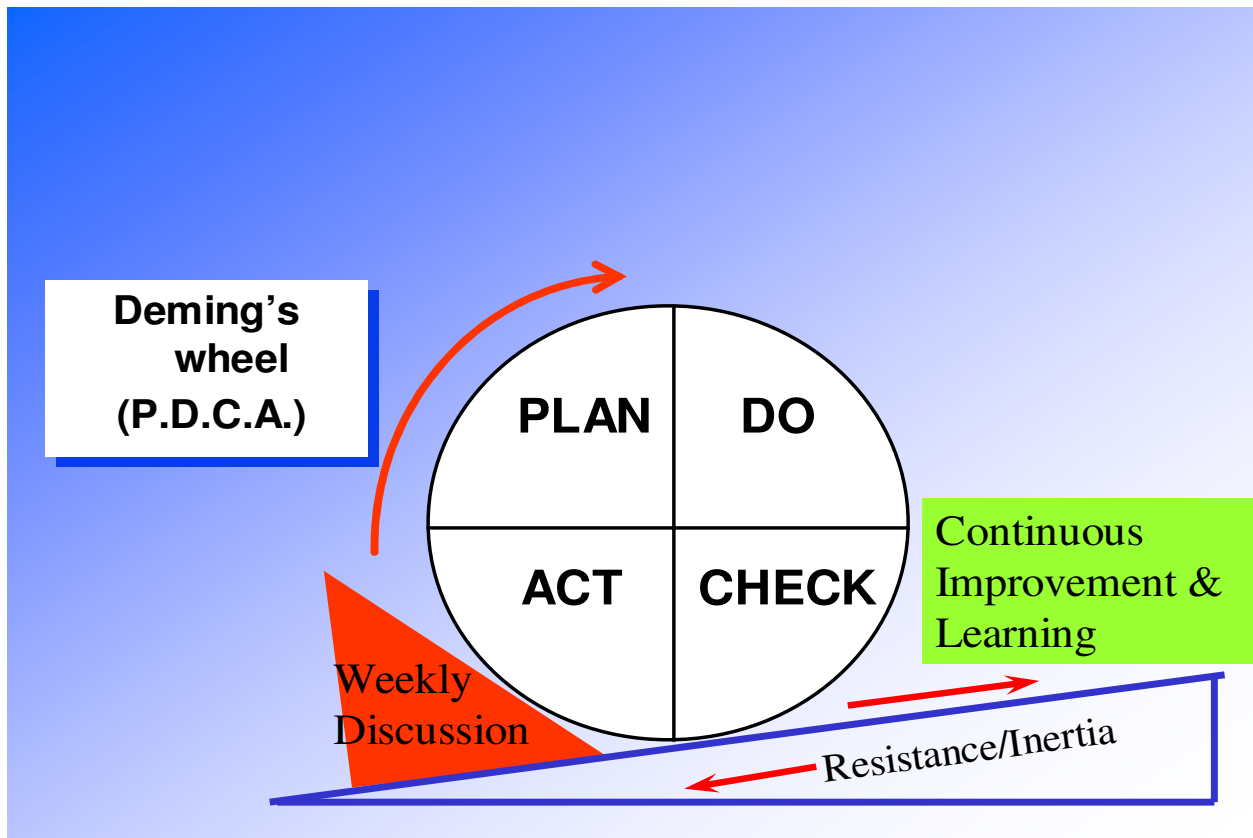 Deming’s
wheel
(P.D.C.A.)
PLAN
DO
ACT
CHECK
Continuous
Improvement &
Learning
Weekly
Discussion
Resistance/Inertia